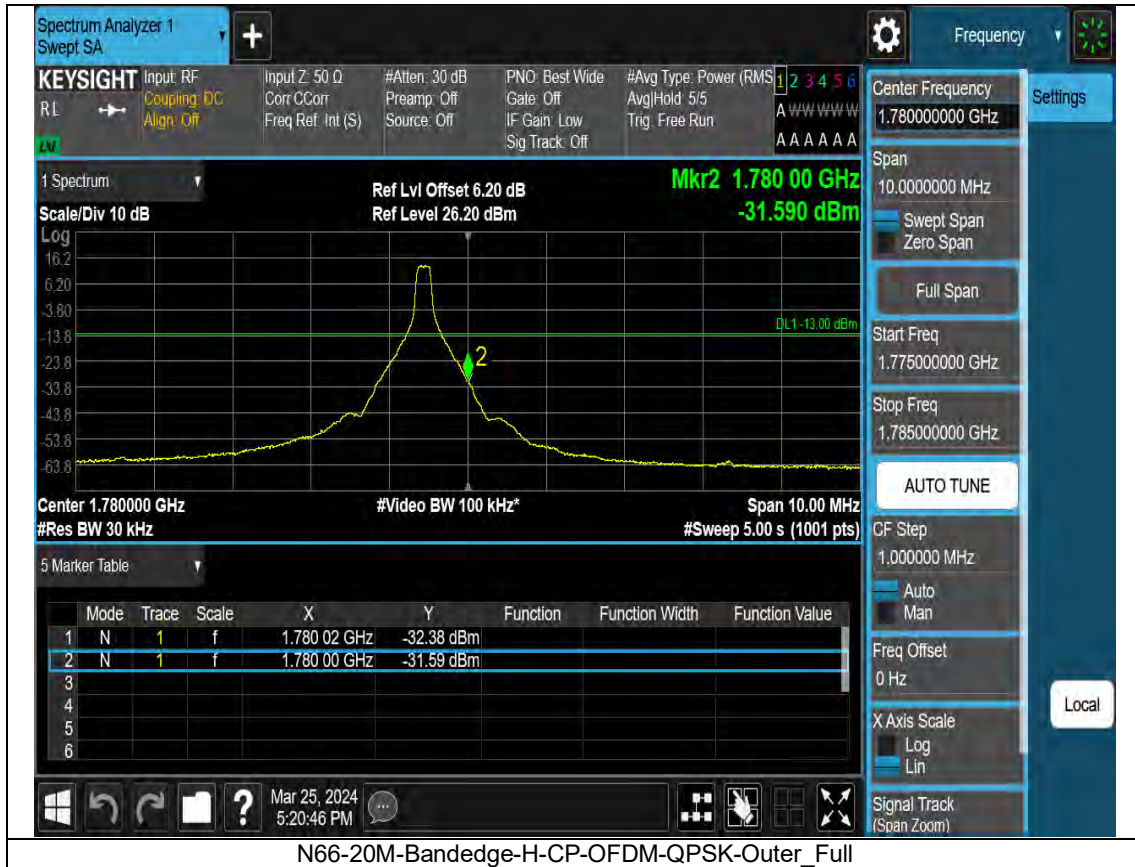 Spectrum Analyzer 1
Swept SA
+
Frequency
KEYSIGHT
RL
LXI
Input: RF
Coupling: DC
Align: Off
Input Z: 50 Ω
Corr CCorr
Freq Ref: Int (S)
#Atten: 30 dB
Preamp: Off
Source: Off
PNO: Best Wide
Gate: Off
IF Gain: Low
Sig Track: Off
#Avg Type: Power (RMS
Avg|Hold: 5/5
Trig: Free Run
1 2 3 4 5 6
A W W W W W
A A A A A A
1 Spectrum
Scale/Div 10 dB
Ref Lvl Offset 6.20 dB
Ref Level 26.20 dBm
Mkr2 1.780 00 GHz
-31.590 dBm
Log
16.2
6.20
-3.80
-13.8
-23.8
-33.8
-43.8
-53.8
-63.8
DL1 -13.00 dBm
2
Center 1.780000 GHz
#Res BW 30 kHz
#Video BW 100 kHz*
Span 10.00 MHz
#Sweep 5.00 s (1001 pts)
5 Marker Table
Mode Trace Scale X Y Function Function Width Function Value
1 N 1 f 1.780 02 GHz -32.38 dBm
2 N 1 f 1.780 00 GHz -31.59 dBm
3
4
5
6
Mar 25, 2024
5:20:46 PM
?
Center Frequency
1.780000000 GHz
Settings
Span
10.0000000 MHz
Swept Span
Zero Span
Full Span
Start Freq
1.775000000 GHz
Stop Freq
1.785000000 GHz
AUTO TUNE
CF Step
1.000000 MHz
Auto
Man
Freq Offset
0 Hz
Local
X Axis Scale
Log
Lin
Signal Track
(Span Zoom)
N66-20M-Bandedge-H-CP-OFDM-QPSK-Outer_Full